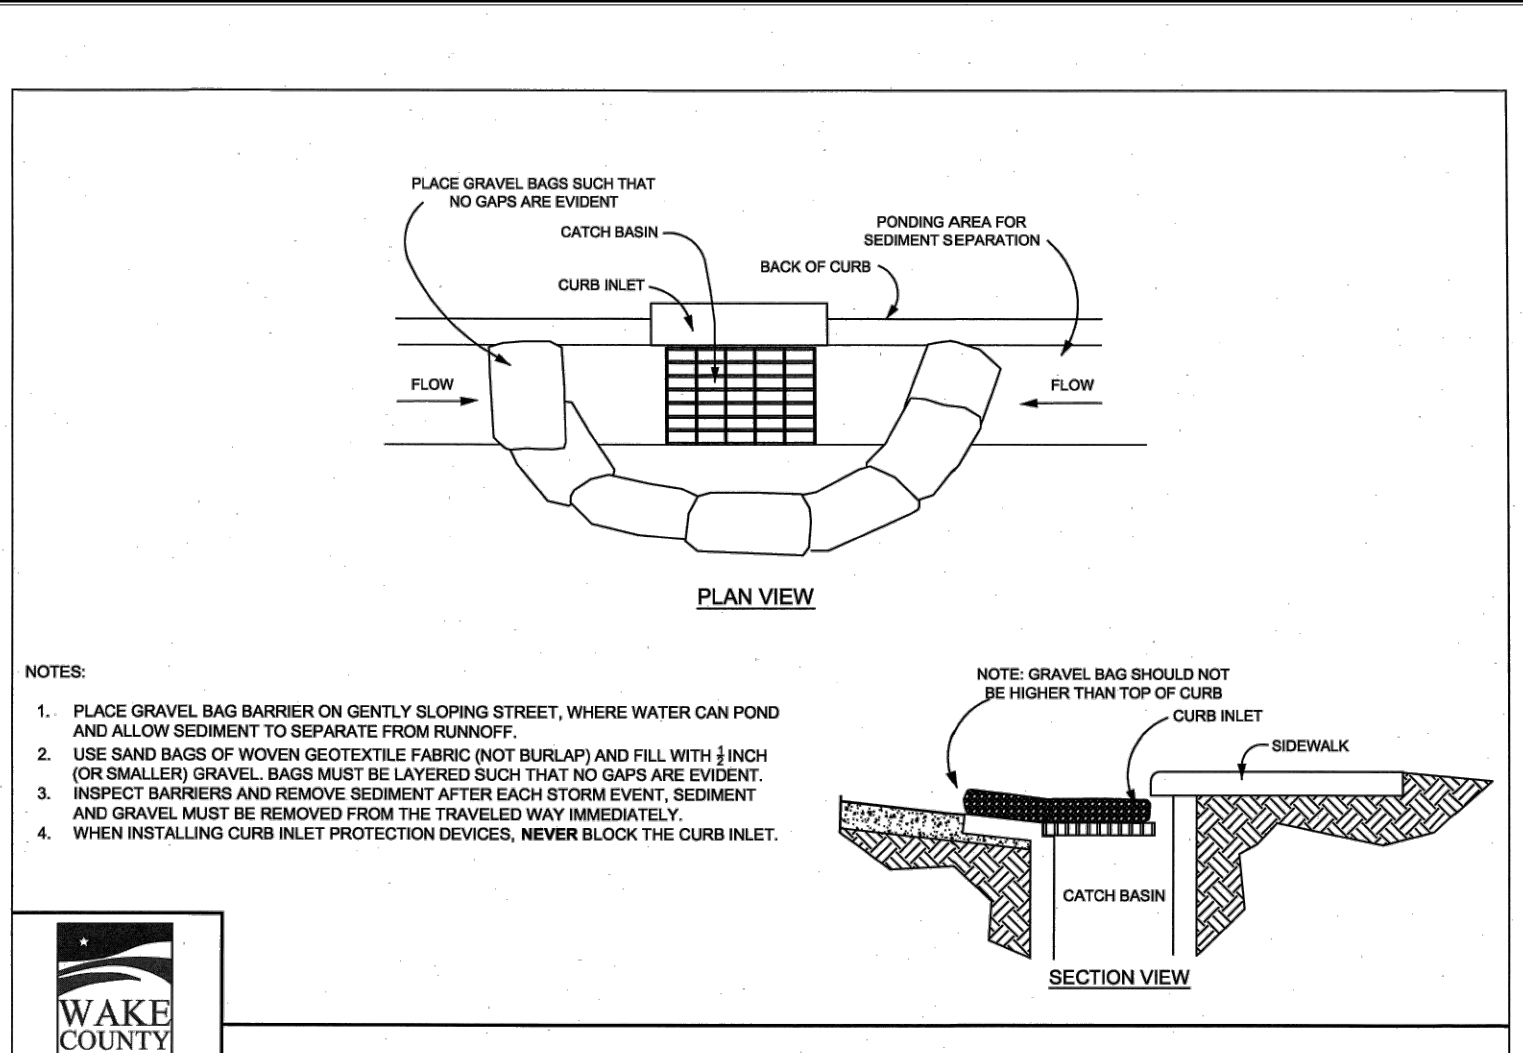 PLACE GRAVEL BAGS SUCH THAT
NO GAPS ARE EVIDENT
CATCH BASIN
CURB INLET
BACK OF CURB
PONDING AREA FOR
SEDIMENT SEPARATION
FLOW
FLOW
PLAN VIEW
NOTES:
1. PLACE GRAVEL BAG BARRIER ON GENTLY SLOPING STREET, WHERE WATER CAN POND
AND ALLOW SEDIMENT TO SEPARATE FROM RUNNOFF.
2. USE SAND BAGS OF WOVEN GEOTEXTILE FABRIC (NOT BURLAP) AND FILL WITH ½ INCH
(OR SMALLER) GRAVEL. BAGS MUST BE LAYERED SUCH THAT NO GAPS ARE EVIDENT.
3. INSPECT BARRIERS AND REMOVE SEDIMENT AFTER EACH STORM EVENT, SEDIMENT
AND GRAVEL MUST BE REMOVED FROM THE TRAVELED WAY IMMEDIATELY.
4. WHEN INSTALLING CURB INLET PROTECTION DEVICES, NEVER BLOCK THE CURB INLET.
NOTE: GRAVEL BAG SHOULD NOT
BE HIGHER THAN TOP OF CURB
CURB INLET
SIDEWALK
CATCH BASIN
SECTION VIEW
WAKE
COUNTY